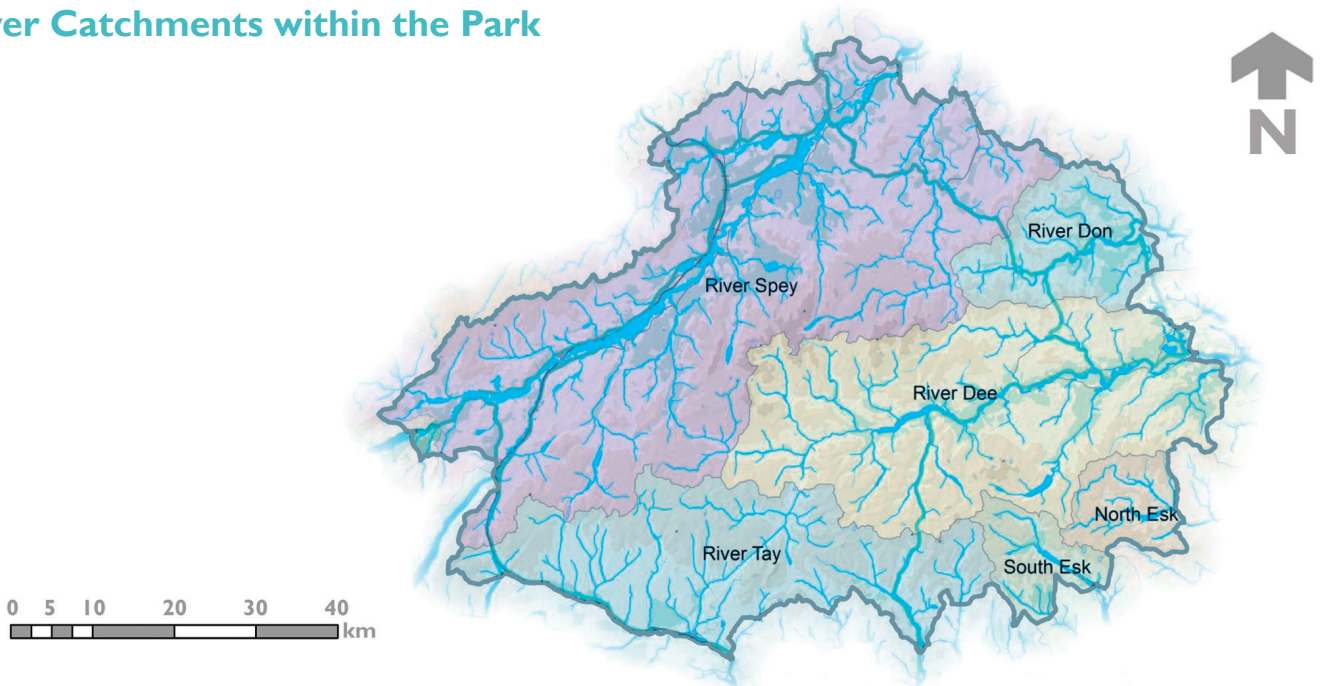 ver Catchments within the Park
N
River Don
River Spey
River Dee
North Esk
River Tay
South Esk
0 5 10 20 30 40
km